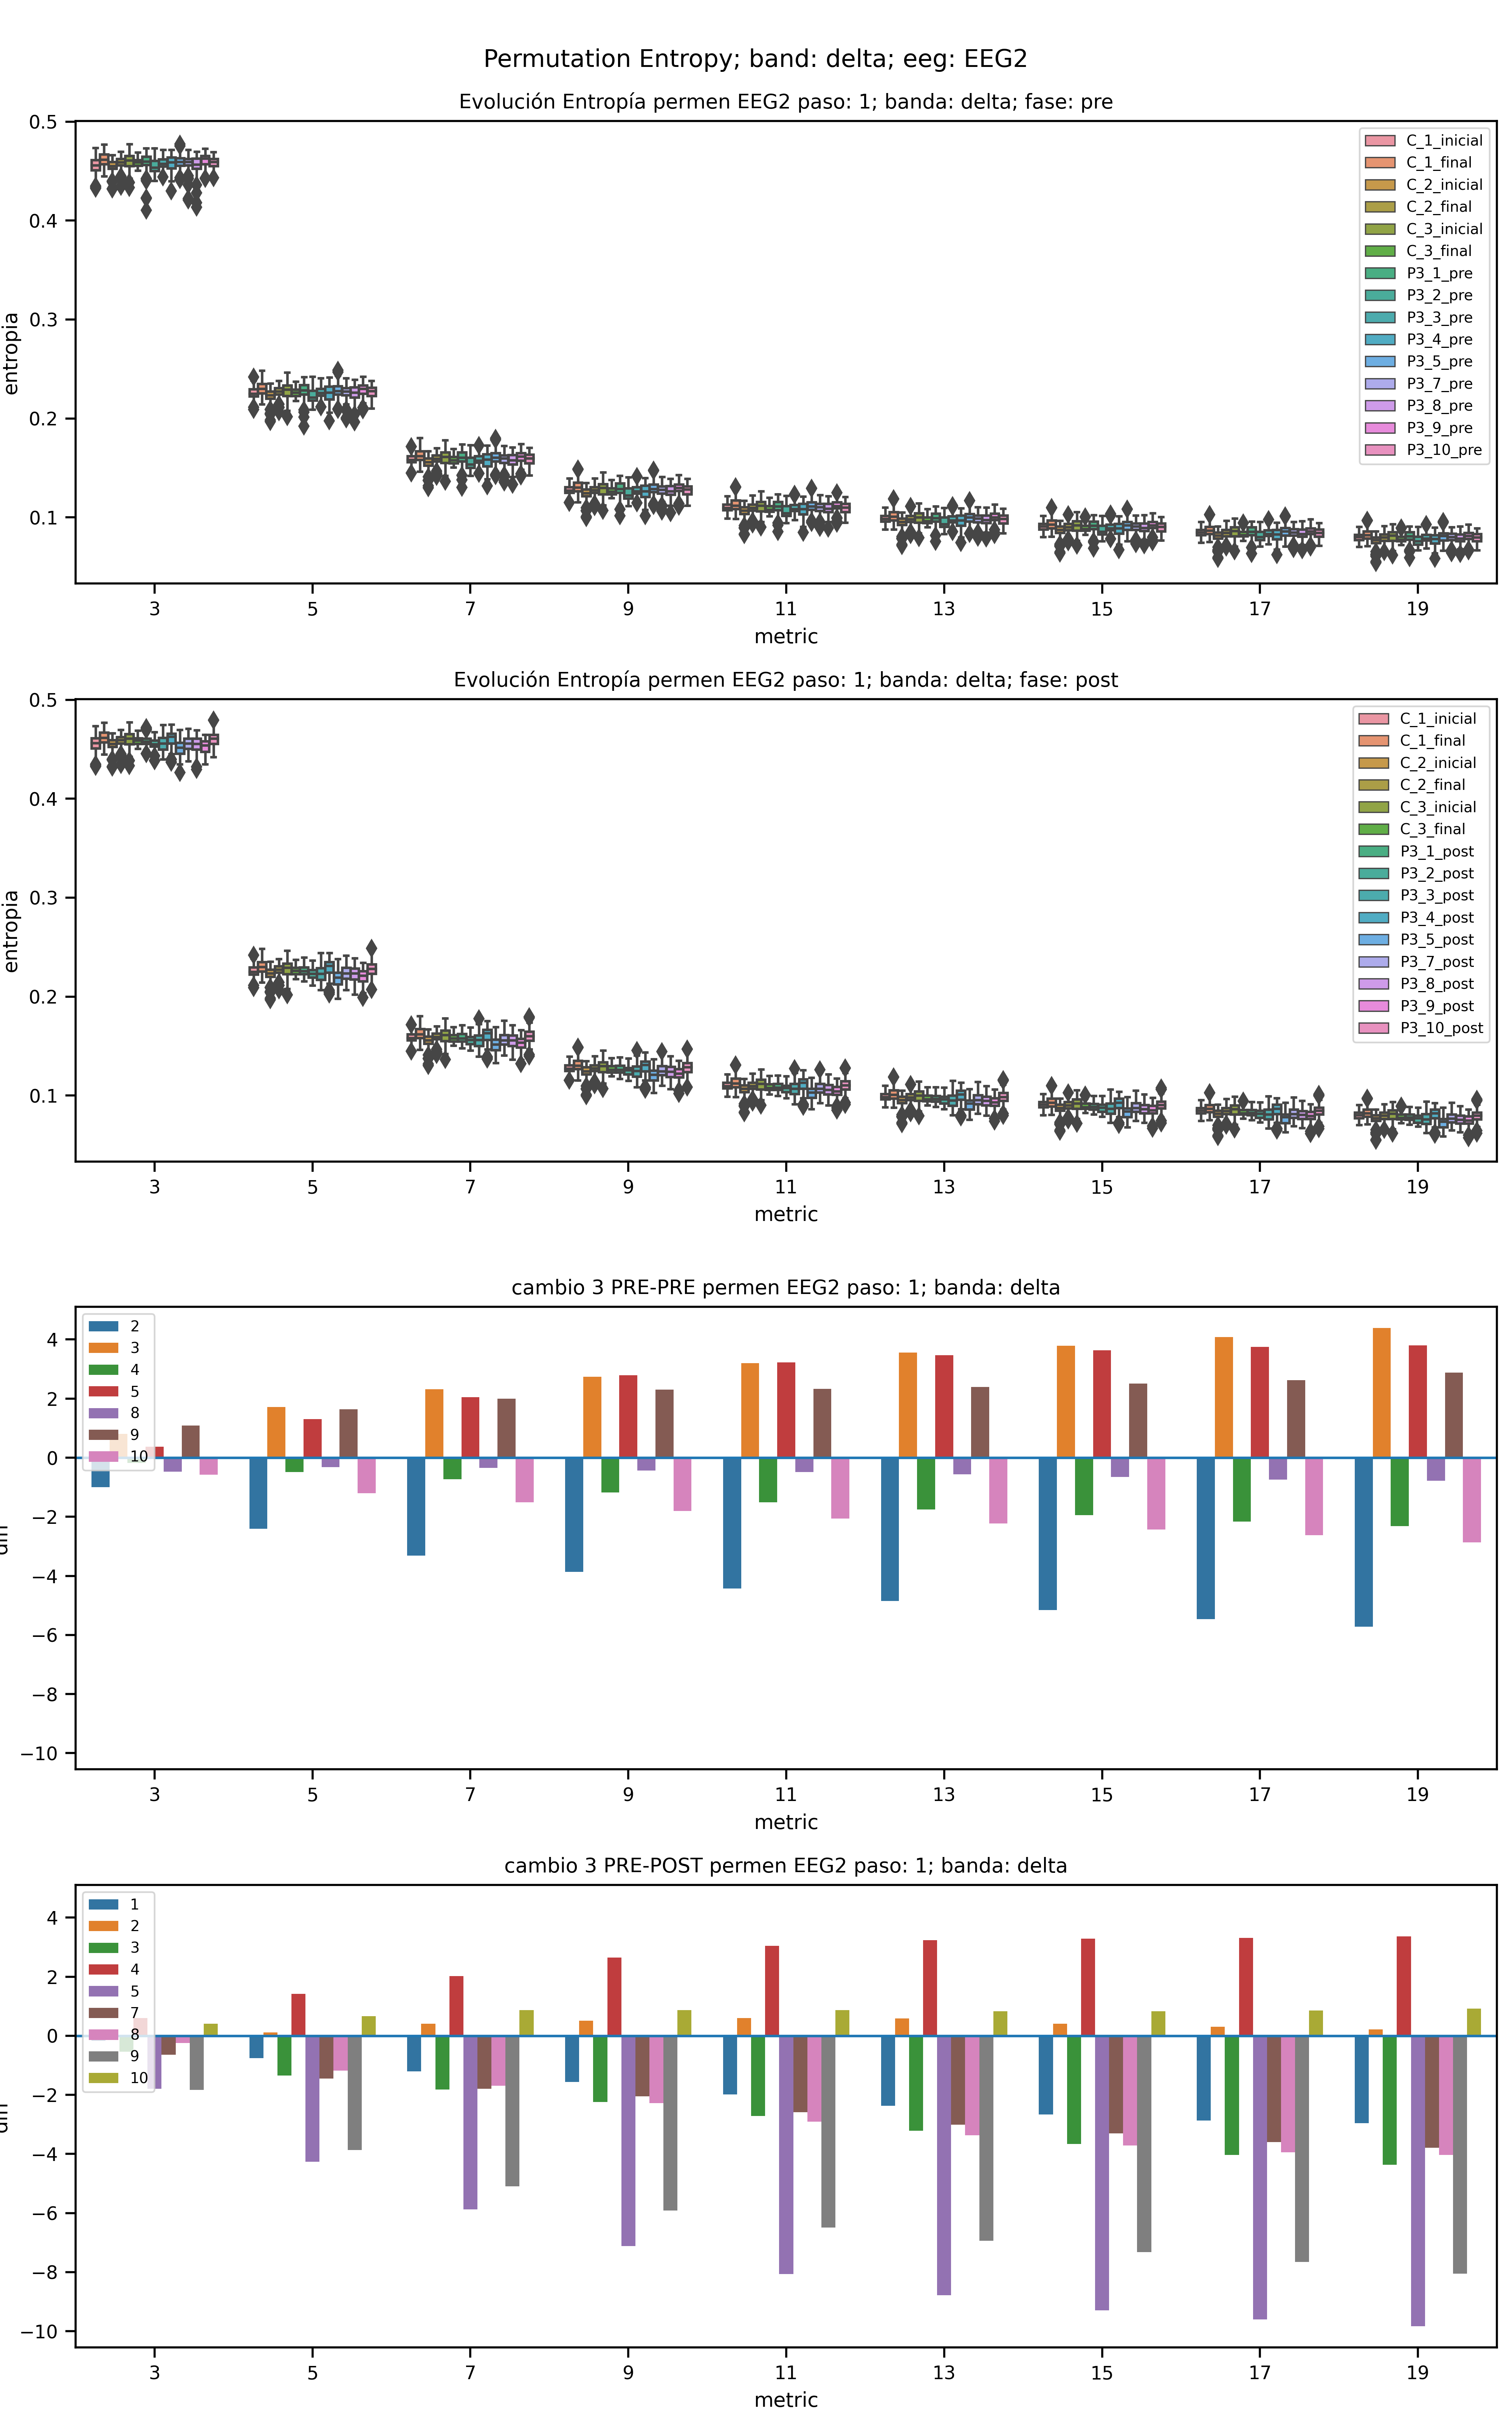 Permutation Entropy; band: delta; eeg: EEG2
Evolución Entropía permen EEG2 paso: 1; banda: delta; fase: pre
0.5
0.4
0.3
0.2
0.1
entropia
C_1_inicial
C_1_final
C_2_inicial
C_2_final
C_3_inicial
C_3_final
P3_1_pre
P3_2_pre
P3_3_pre
P3_4_pre
P3_5_pre
P3_7_pre
P3_8_pre
P3_9_pre
P3_10_pre
3 5 7 9 11 13 15 17 19
metric
Evolución Entropía permen EEG2 paso: 1; banda: delta; fase: post
0.5
0.4
0.3
0.2
0.1
entropia
C_1_inicial
C_1_final
C_2_inicial
C_2_final
C_3_inicial
C_3_final
P3_1_post
P3_2_post
P3_3_post
P3_4_post
P3_5_post
P3_7_post
P3_8_post
P3_9_post
P3_10_post
3 5 7 9 11 13 15 17 19
metric
cambio 3 PRE-PRE permen EEG2 paso: 1; banda: delta
4
2
0
−2
−4
−6
−8
−10
2
3
4
5
8
9
10
3 5 7 9 11 13 15 17 19
metric
cambio 3 PRE-POST permen EEG2 paso: 1; banda: delta
4
2
0
−2
−4
−6
−8
−10
1
2
3
4
5
7
8
9
10
3 5 7 9 11 13 15 17 19
metric